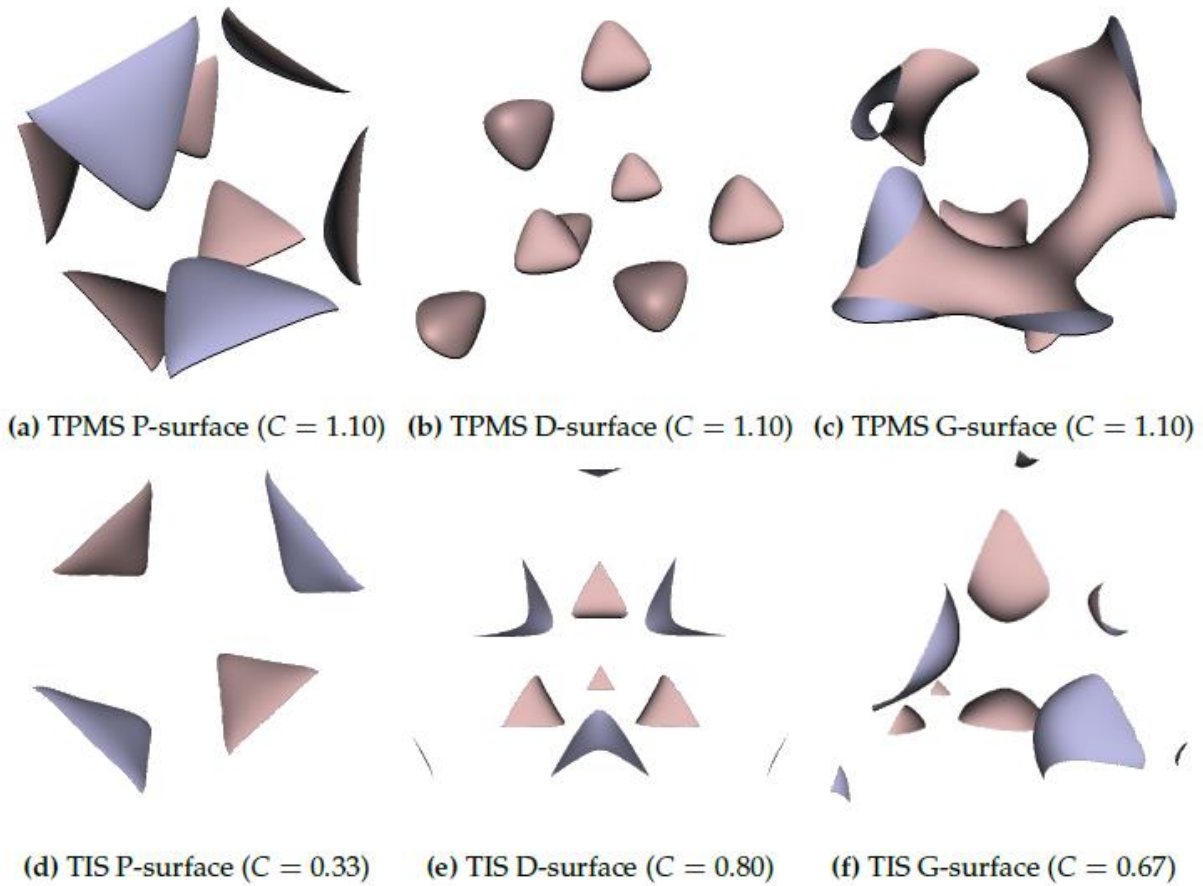 (a) TPMS P-surface (C = 1.10) (b) TPMS D-surface (C = 1.10) (c) TPMS G-surface (C = 1.10)
(d) TIS P-surface (C = 0.33) (e) TIS D-surface (C = 0.80) (f) TIS G-surface (C = 0.67)